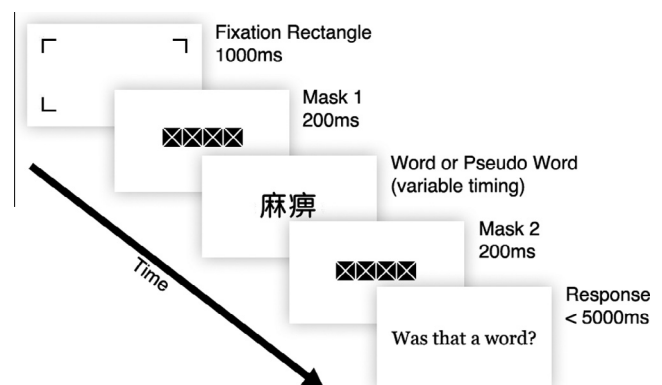 Fixation Rectangle
1000ms
Mask 1
200ms
Word or Pseudo Word
(variable timing)
麻痹
Mask 2
200ms
Time
Response
< 5000ms
Was that a word?